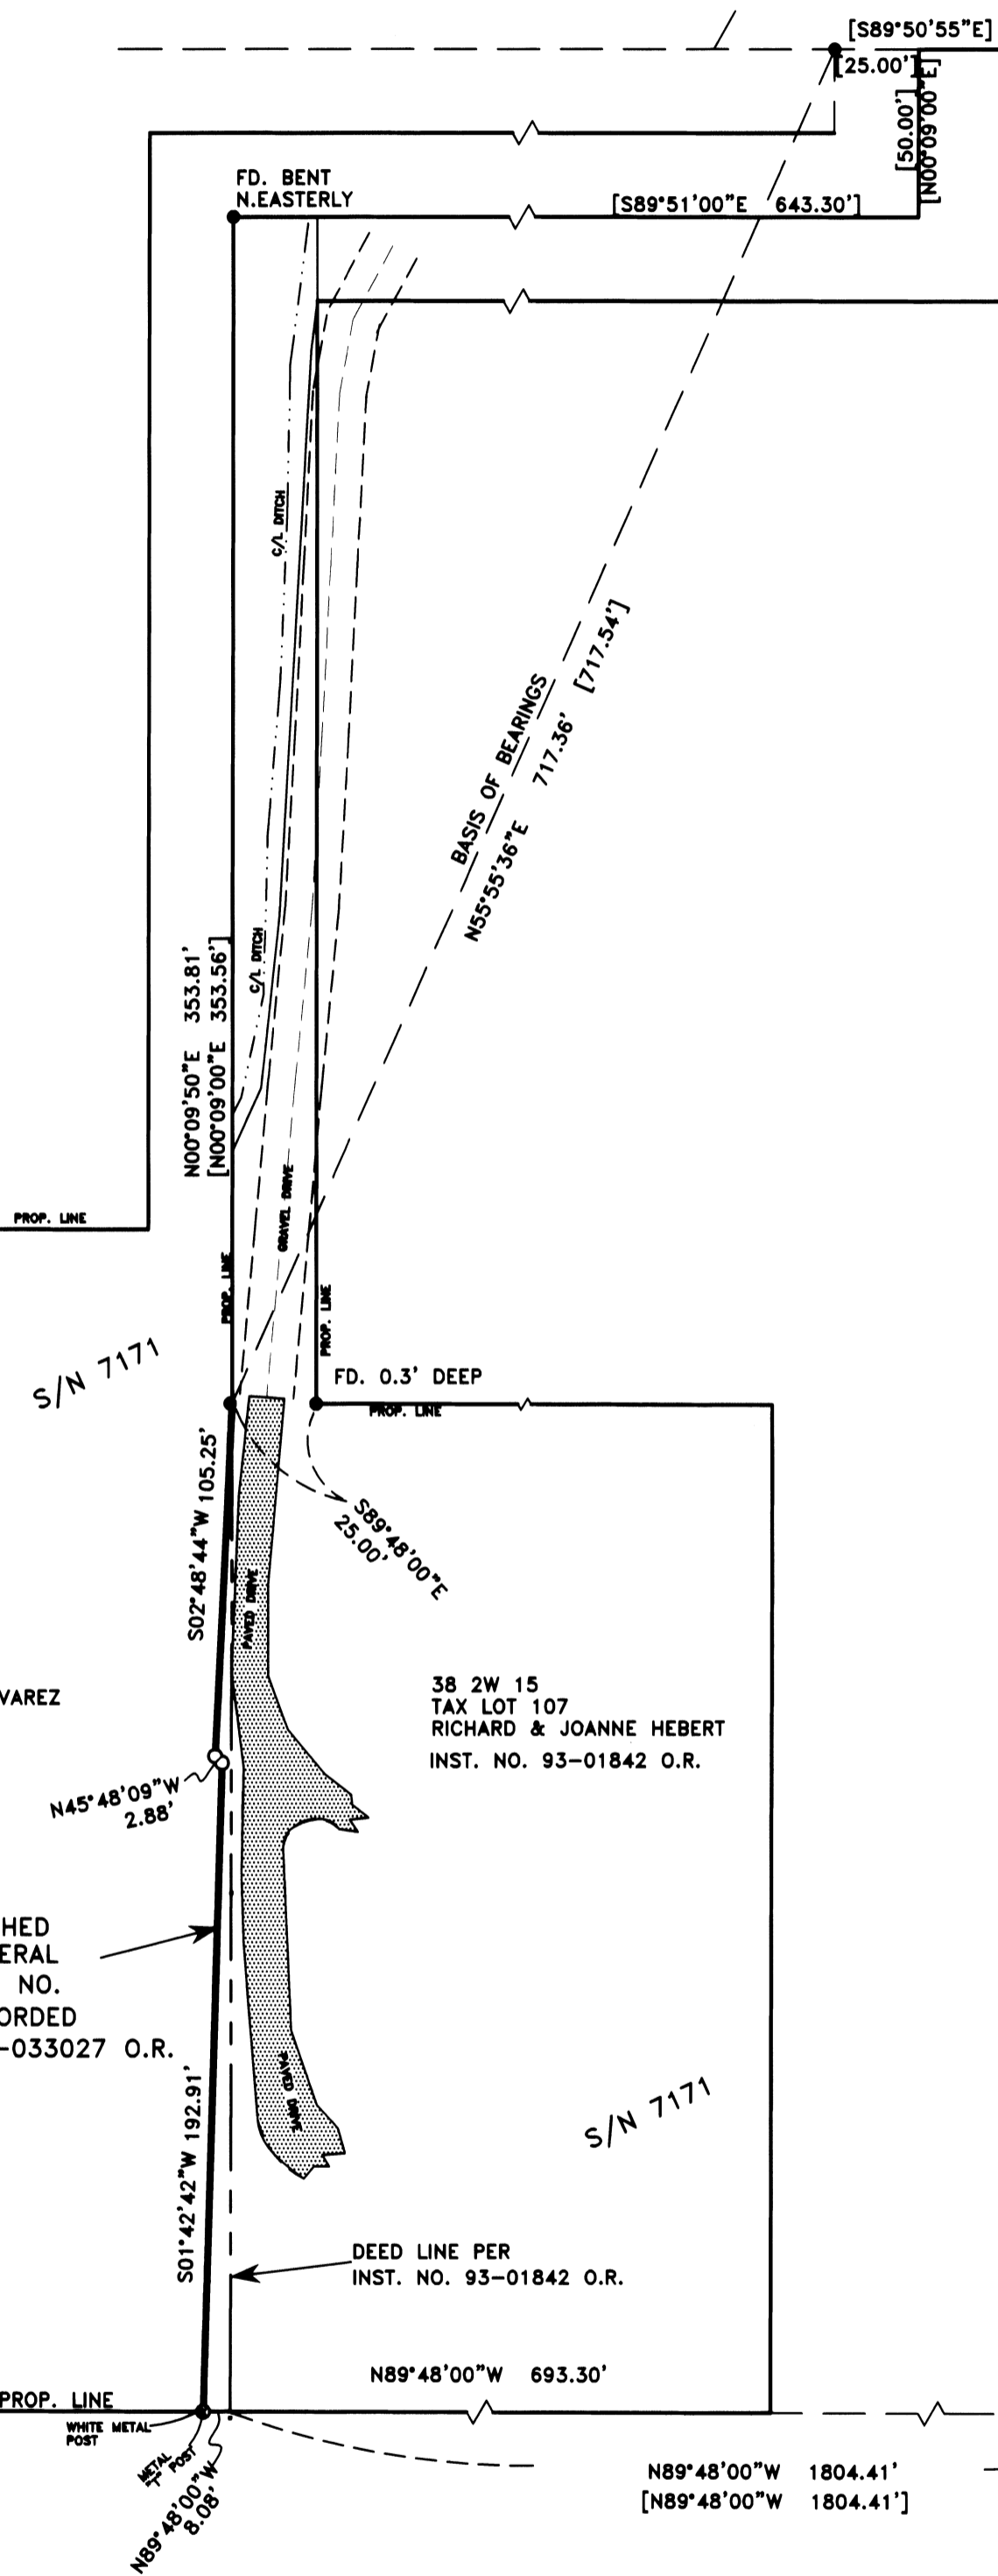 [S89°50'55"E]
[25.00']
[50.00']
[N00°09'00"E]
FD. BENT
N.EASTERLY
[S89°51'00"E 643.30']
C/L DITCH
BASIS OF BEARINGS
N55°55'36"E 717.36' [717.54']
C/L DITCH
N00°09'50"E 353.81'
[N00°09'00"E 353.56']
GRAVEL DRIVE
PROP. LINE
PROP. LINE
PROP. LINE
S/N 7171
FD. 0.3' DEEP
PROP. LINE
S02°48'44"W 105.25'
S89°48'00"E
25.00'
PAVED DRIVE
VAREZ
38 2W 15
TAX LOT 107
RICHARD & JOANNE HEBERT
INST. NO. 93-01842 O.R.
N45°48'09"W
2.88'
HED
ERAL
NO.
ORDED
-033027 O.R.
PAVED DRIVE
S/N 7171
S01°42'42"W 192.91'
DEED LINE PER
INST. NO. 93-01842 O.R.
N89°48'00"W 693.30'
PROP. LINE
WHITE METAL
POST
METAL
"T" POST
N89°48'00"W
8.08'
N89°48'00"W 1804.41'
[N89°48'00"W 1804.41']